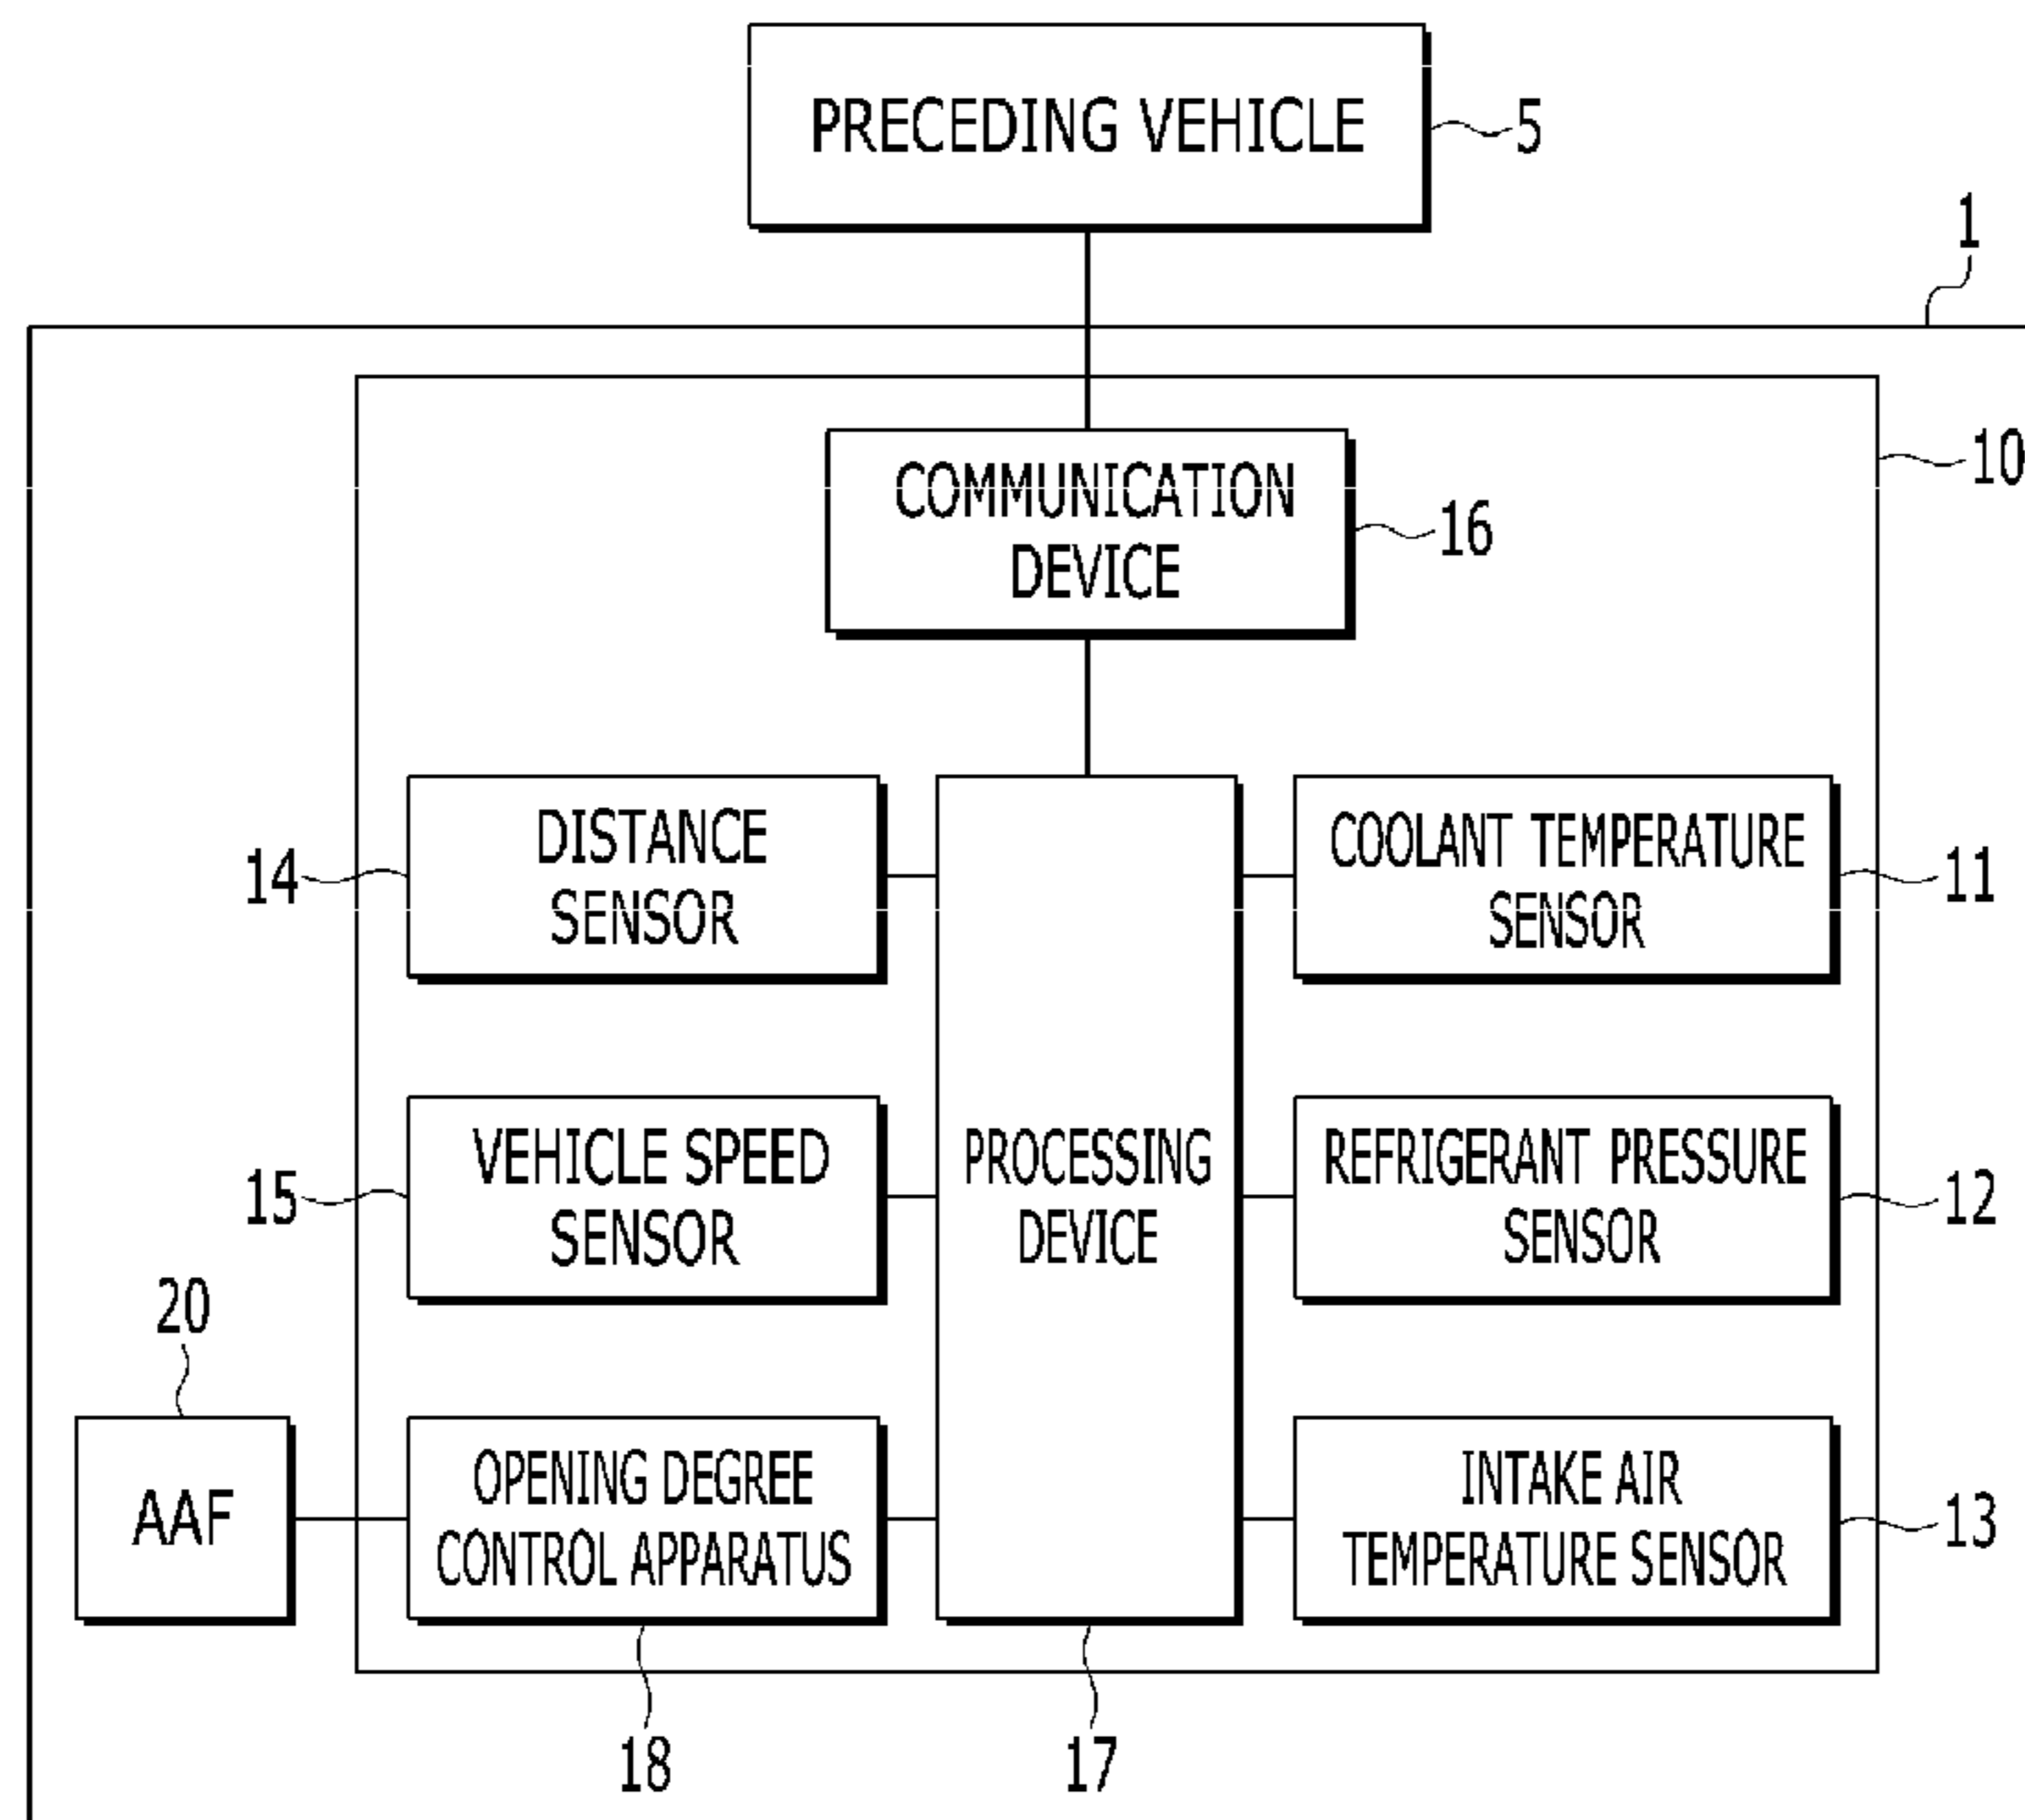 PRECEDING VEHICLE
5
1
10
COMMUNICATION
DEVICE
16
14
DISTANCE
SENSOR
COOLANT TEMPERATURE
SENSOR
11
15
VEHICLE SPEED
SENSOR
PROCESSING
DEVICE
REFRIGERANT PRESSURE
SENSOR
12
20
AAF
OPENING DEGREE
CONTROL APPARATUS
INTAKE AIR
TEMPERATURE SENSOR
13
18
17